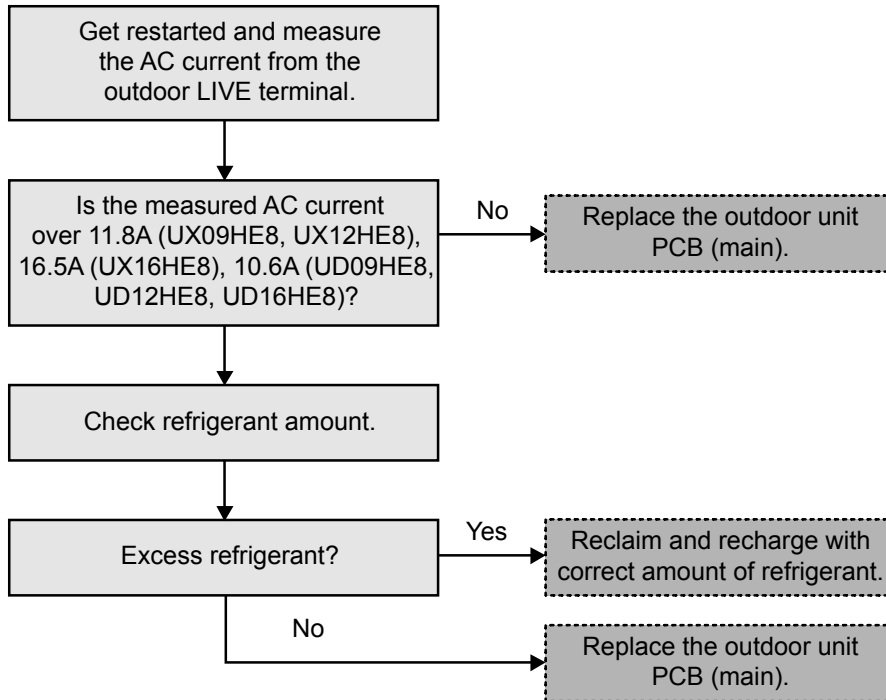 Get restarted and measure
the AC current from the
outdoor LIVE terminal.
Is the measured AC current
over 11.8A (UX09HE8, UX12HE8),
16.5A (UX16HE8), 10.6A (UD09HE8,
UD12HE8, UD16HE8)?
No
Replace the outdoor unit
PCB (main).
Check refrigerant amount.
Excess refrigerant?
Yes
Reclaim and recharge with
correct amount of refrigerant.
No
Replace the outdoor unit
PCB (main).